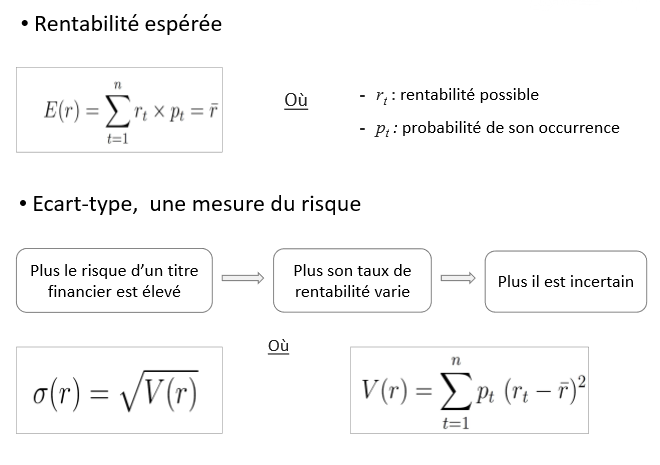 • Rentabilité espérée
E(r) = \sum_{t=1}^{n} r_t × p_t = \bar{r}
Où
- r_t : rentabilité possible
- p_t : probabilité de son occurrence
• Ecart-type, une mesure du risque
Plus le risque d’un titre
financier est élevé
Plus son taux de
rentabilité varie
Plus il est incertain
σ(r) = \sqrt{V(r)}
Où
V(r) = \sum_{t=1}^{n} p_t (r_t − \bar{r})^2